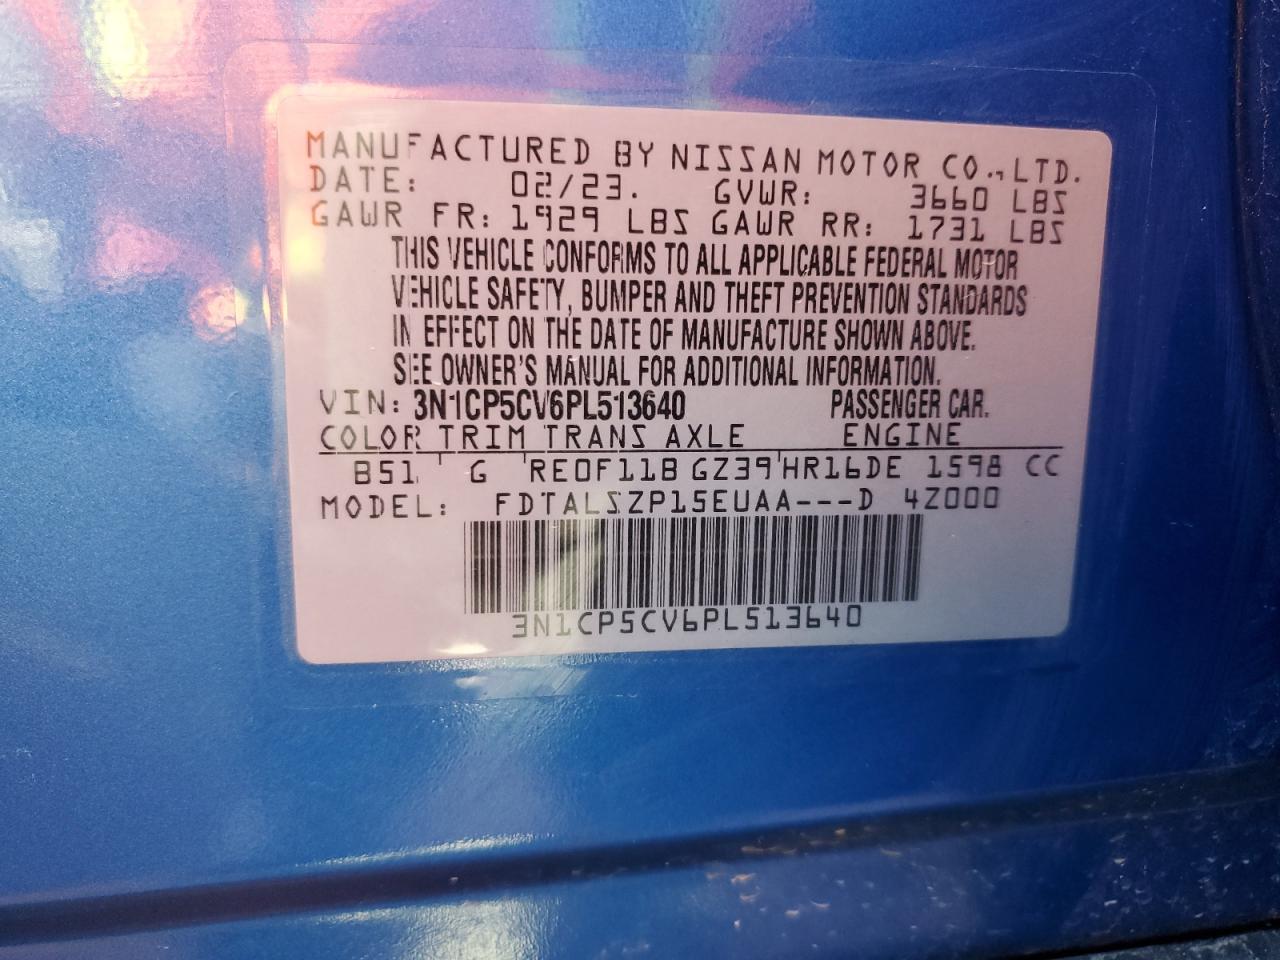 MANUFACTURED BY NISSAN MOTOR CO., LTD.
DATE: 02/23. GVWR: 3660 LBS
GAWR FR: 1929 LBS GAWR RR: 1731 LBS
THIS VEHICLE CONFORMS TO ALL APPLICABLE FEDERAL MOTOR
VEHICLE SAFETY, BUMPER AND THEFT PREVENTION STANDARDS
IN EFFECT ON THE DATE OF MANUFACTURE SHOWN ABOVE.
SEE OWNER'S MANUAL FOR ADDITIONAL INFORMATION.
VIN: 3N1CP5CV6PL513640 PASSENGER CAR.
COLOR TRIM TRANS AXLE ENGINE
B51 G RE0F11B GZ39 HR16DE 1598 CC
MODEL: FDTALSZP15EUAA---D 4Z000
3N1CP5CV6PL513640